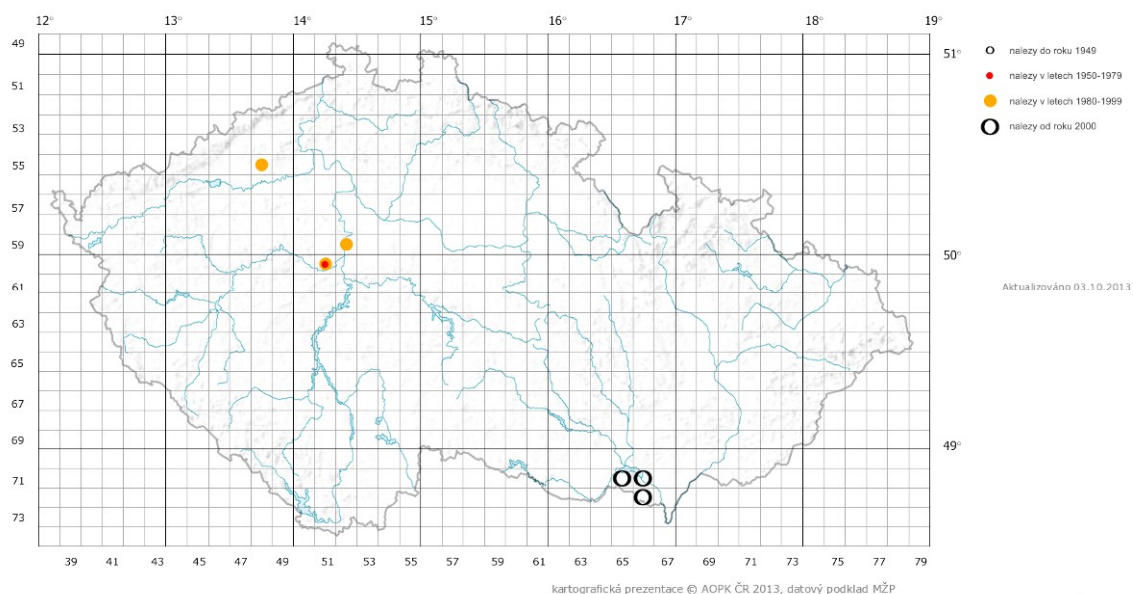 12° 13° 14° 15° 16° 17° 18° 19°
49
51
53
55
57
59
61
63
65
67
69
71
73
51°
50°
49°
39 41 43 45 47 49 51 53 55 57 59 61 63 65 67 69 71 73 75 77 79
nalezy do roku 1949
nalezy v letech 1950-1979
nalezy v letech 1980-1999
nalezy od roku 2000
Aktualizováno 03.10.2013
kartografická prezentace © AOPK ČR 2013, datový podklad MŽP